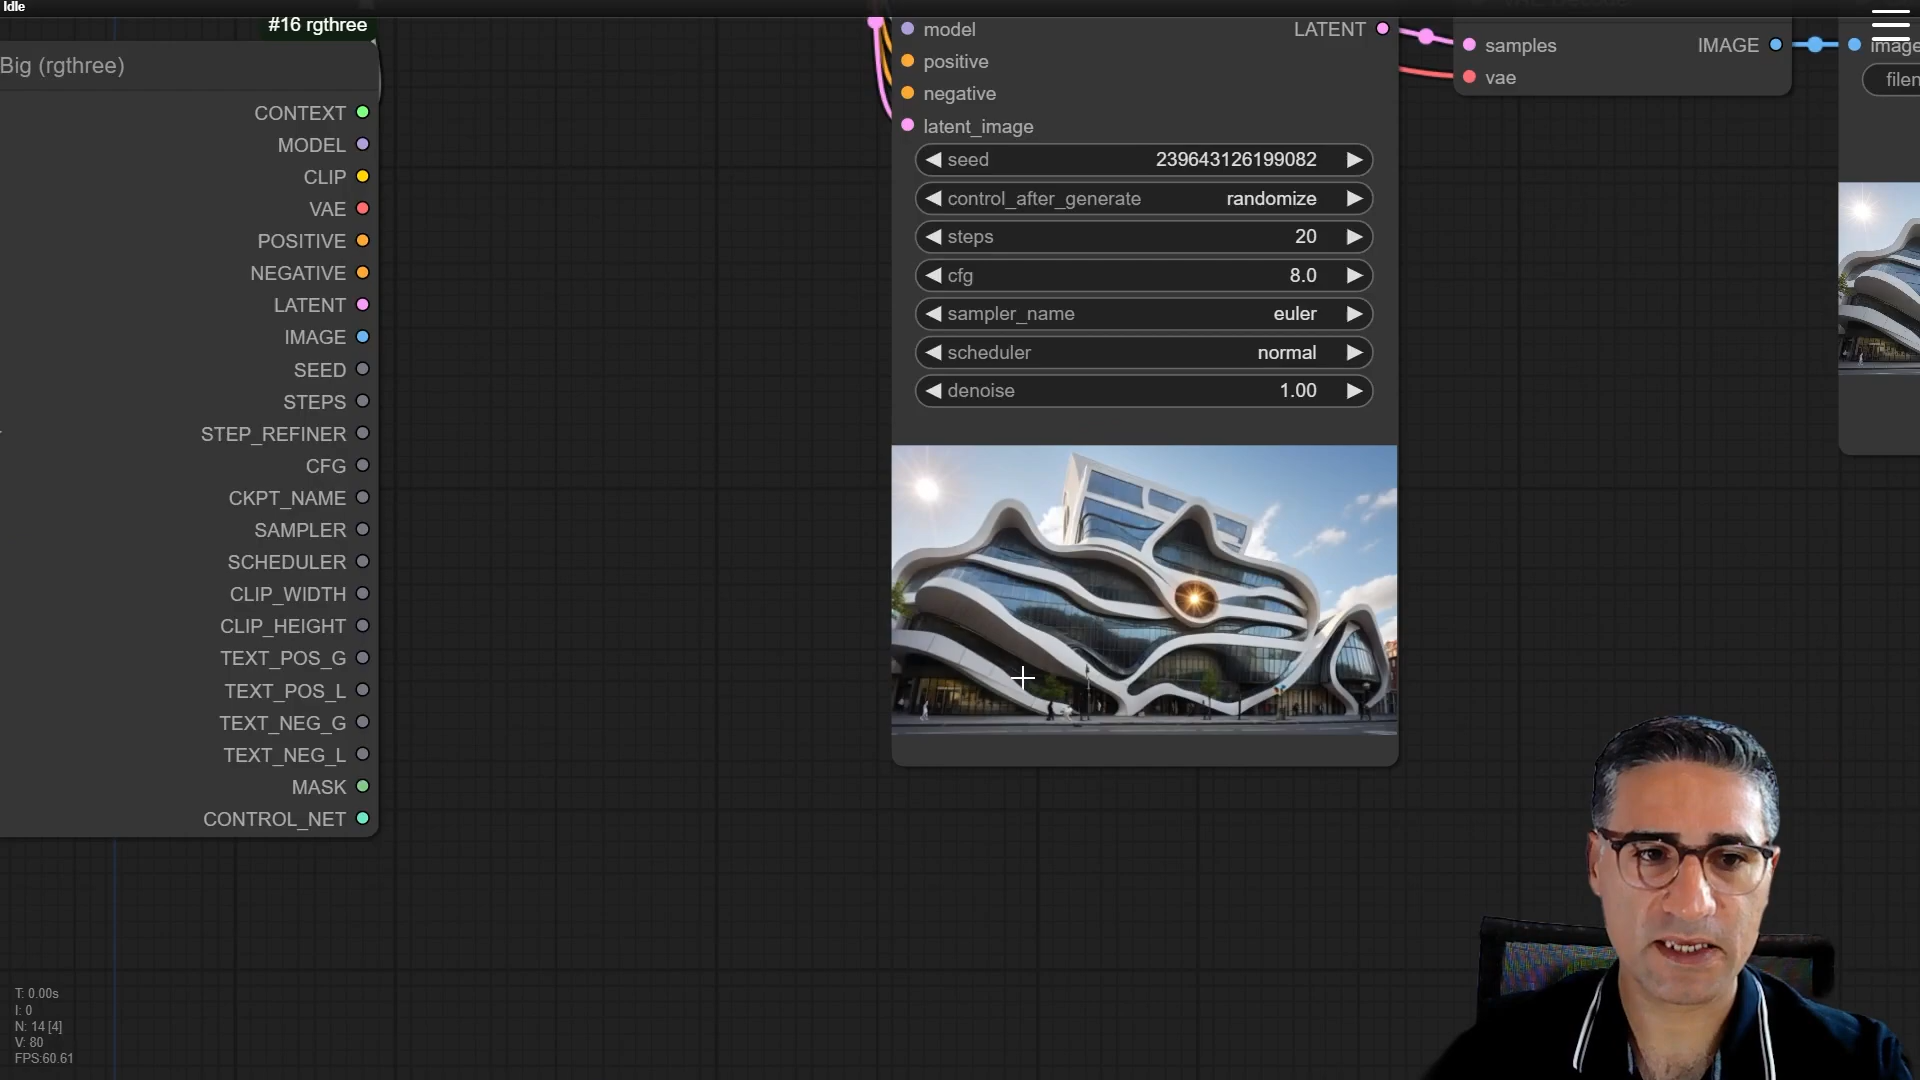 Idle
#16 rgthree
Big (rgthree)
CONTEXT
MODEL
CLIP
VAE
POSITIVE
NEGATIVE
LATENT
IMAGE
SEED
STEPS
STEP_REFINER
CFG
CKPT_NAME
SAMPLER
SCHEDULER
CLIP_WIDTH
CLIP_HEIGHT
TEXT_POS_G
TEXT_POS_L
TEXT_NEG_G
TEXT_NEG_L
MASK
CONTROL_NET
model LATENT
positive
negative
latent_image
seed 239643126199082
control_after_generate randomize
steps 20
cfg 8.0
sampler_name euler
scheduler normal
denoise 1.00
samples IMAGE
vae
image
filen
T: 0.00s
I: 0
N: 14 [4]
V: 80
FPS:60.61